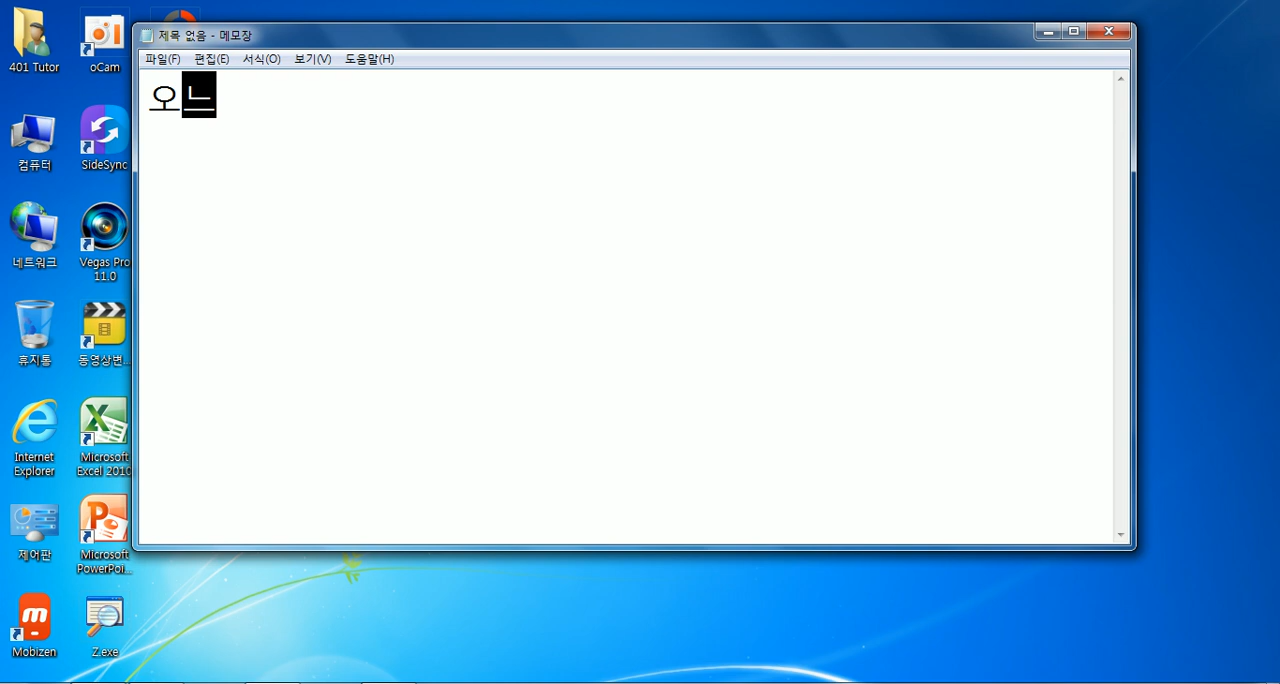 401 Tutor
oCam
컴퓨터
SideSync
네트워크
Vegas Pro
11.0
휴지통
동영상변...
Internet
Explorer
Microsoft
Excel 2010
제어판
Microsoft
PowerPoi...
Mobizen
Z.exe
제목 없음 - 메모장
파일(F) 편집(E) 서식(O) 보기(V) 도움말(H)
오느